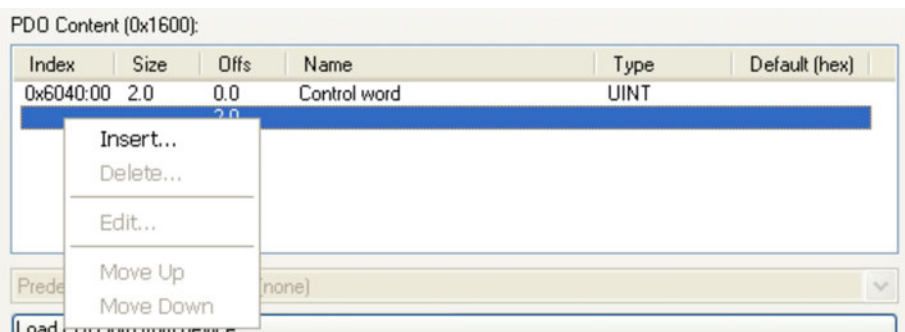 PDO Content (0x1600):
Index Size Offs Name Type Default (hex)
0x6040:00 2.0 0.0 Control word UINT
2.0
Insert...
Delete...
Edit...
Move Up
Prede (none)
Move Down
Load